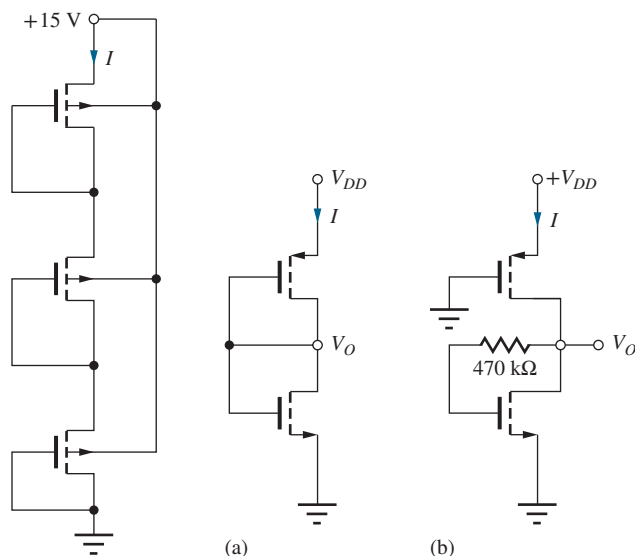 +15 V
I
V_DD
I
V_O
(a)
+V_DD
I
470 kΩ
V_O
(b)